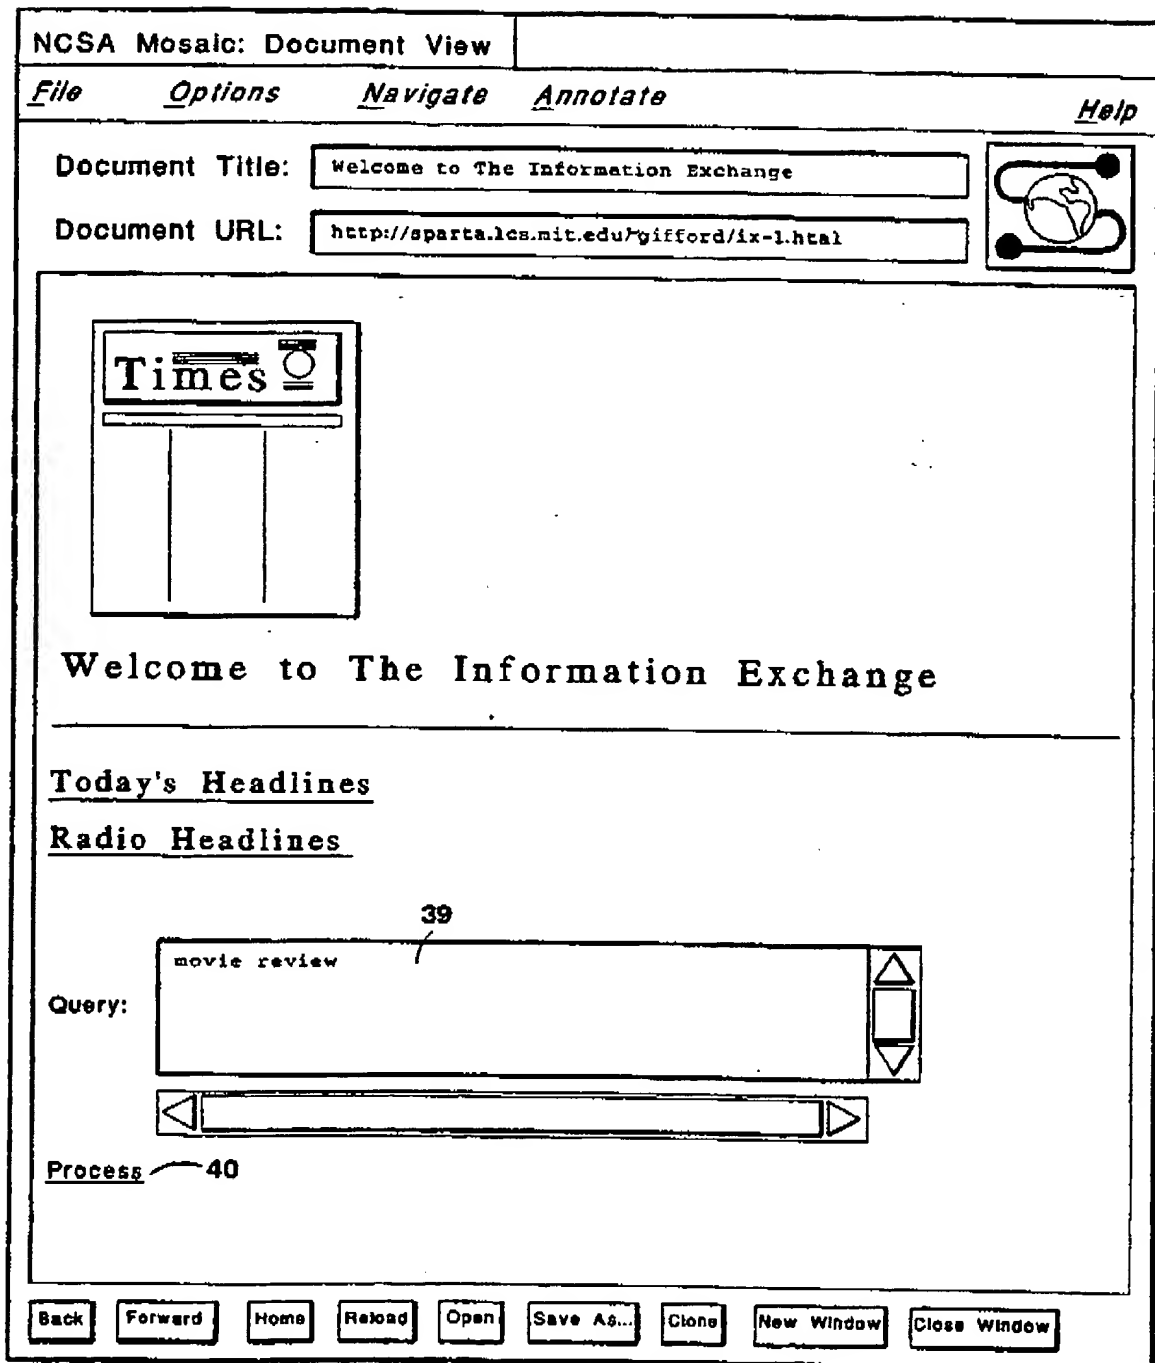 NCSA Mosaic: Document View
File Options Navigate Annotate Help
Document Title: Welcome to The Information Exchange
Document URL: http://sparta.lcs.mit.edu/~gifford/ix-1.html
Times
Welcome to The Information Exchange
Today's Headlines
Radio Headlines
39
movie review
Query:
Process 40
Back Forward Home Reload Open Save As... Clone New Window Close Window